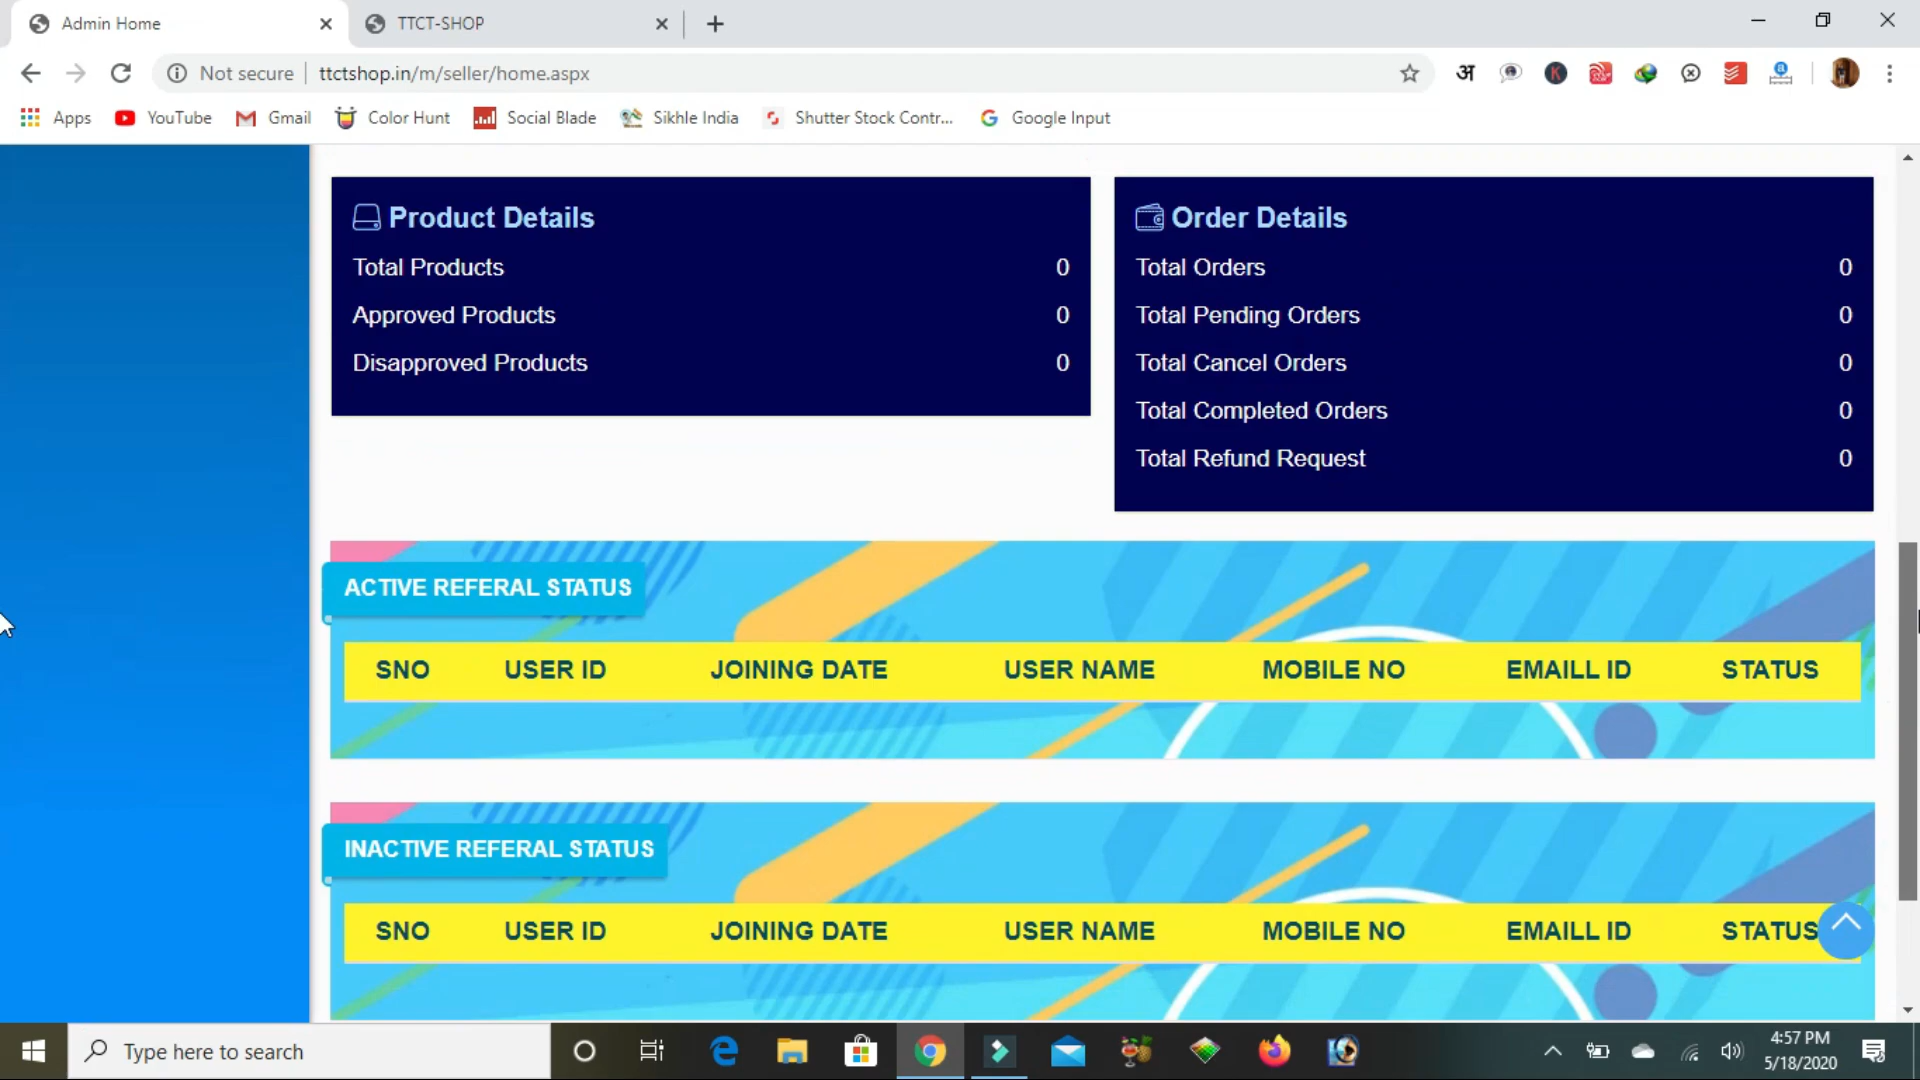 Admin Home
TTCT-SHOP
Not secure
ttctshop.in/m/seller/home.aspx
अ
K
a
Apps
YouTube
Gmail
Color Hunt
Social Blade
Sikhle India
Shutter Stock Contr...
Google Input
Product Details
Total Products 0
Approved Products 0
Disapproved Products 0
Order Details
Total Orders 0
Total Pending Orders 0
Total Cancel Orders 0
Total Completed Orders 0
Total Refund Request 0
ACTIVE REFERAL STATUS
SNO USER ID JOINING DATE USER NAME MOBILE NO EMAILL ID STATUS
INACTIVE REFERAL STATUS
SNO USER ID JOINING DATE USER NAME MOBILE NO EMAILL ID STATUS
Type here to search
4:57 PM
5/18/2020